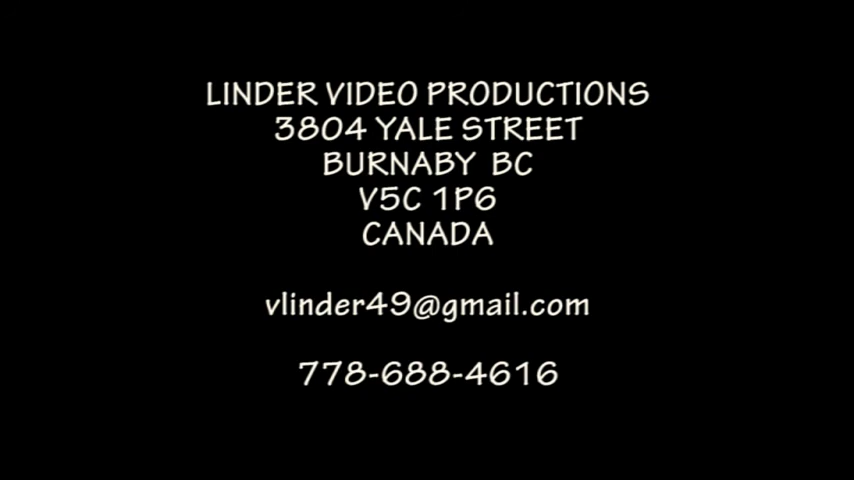 LINDER VIDEO PRODUCTIONS
3804 YALE STREET
BURNABY BC
V5C 1P6
CANADA
vlinder49@gmail.com
778-688-4616